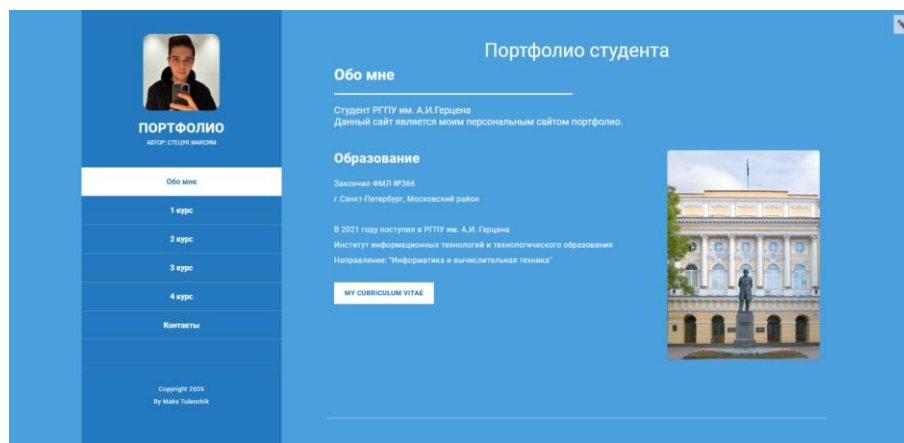 ПОРТФОЛИО
АВТОР: СТЕЦУК МАКСИМ
Обо мне
1 курс
2 курс
3 курс
4 курс
Контакты
Copyright 2025
By Maks Tulenchik
Портфолио студента
Обо мне
Студент РГПУ им. А.И.Герцена
Данный сайт является моим персональным сайтом портфолио.
Образование
Закончил ФМЛ №366
г.Санкт-Петербург, Московский район
В 2021 году поступил в РГПУ им. А.И. Герцена
Институт информационных технологий и технологического образования
Направление: "Информатика и вычислительная техника"
MY CURRICULUM VITAE